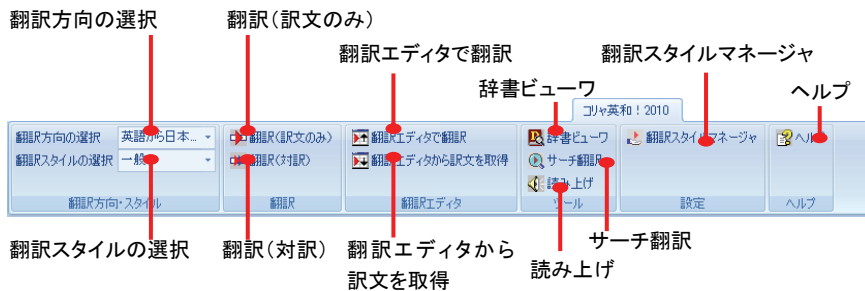 翻訳方向の選択
翻訳(訳文のみ)
翻訳エディタで翻訳
翻訳スタイルマネージャ
辞書ビューワ
ヘルプ
コリャ英和!2010
翻訳方向の選択 英語から日本...
翻訳(訳文のみ)
翻訳エディタで翻訳
辞書ビューワ
翻訳スタイルマネージャ
ヘルプ
翻訳スタイルの選択 一般
翻訳(対訳)
翻訳エディタから訳文を取得
サーチ翻訳
読み上げ
翻訳方向・スタイル
翻訳
翻訳エディタ
ツール
設定
ヘルプ
翻訳スタイルの選択
翻訳(対訳)
翻訳エディタから
訳文を取得
読み上げ
サーチ翻訳